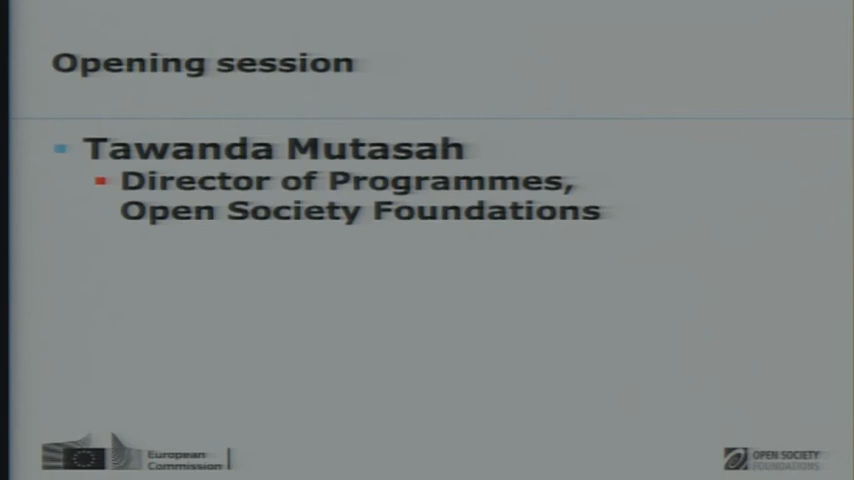 Opening session
Tawanda Mutasah
Director of Programmes,
Open Society Foundations
European
Commission
OPEN SOCIETY
FOUNDATIONS